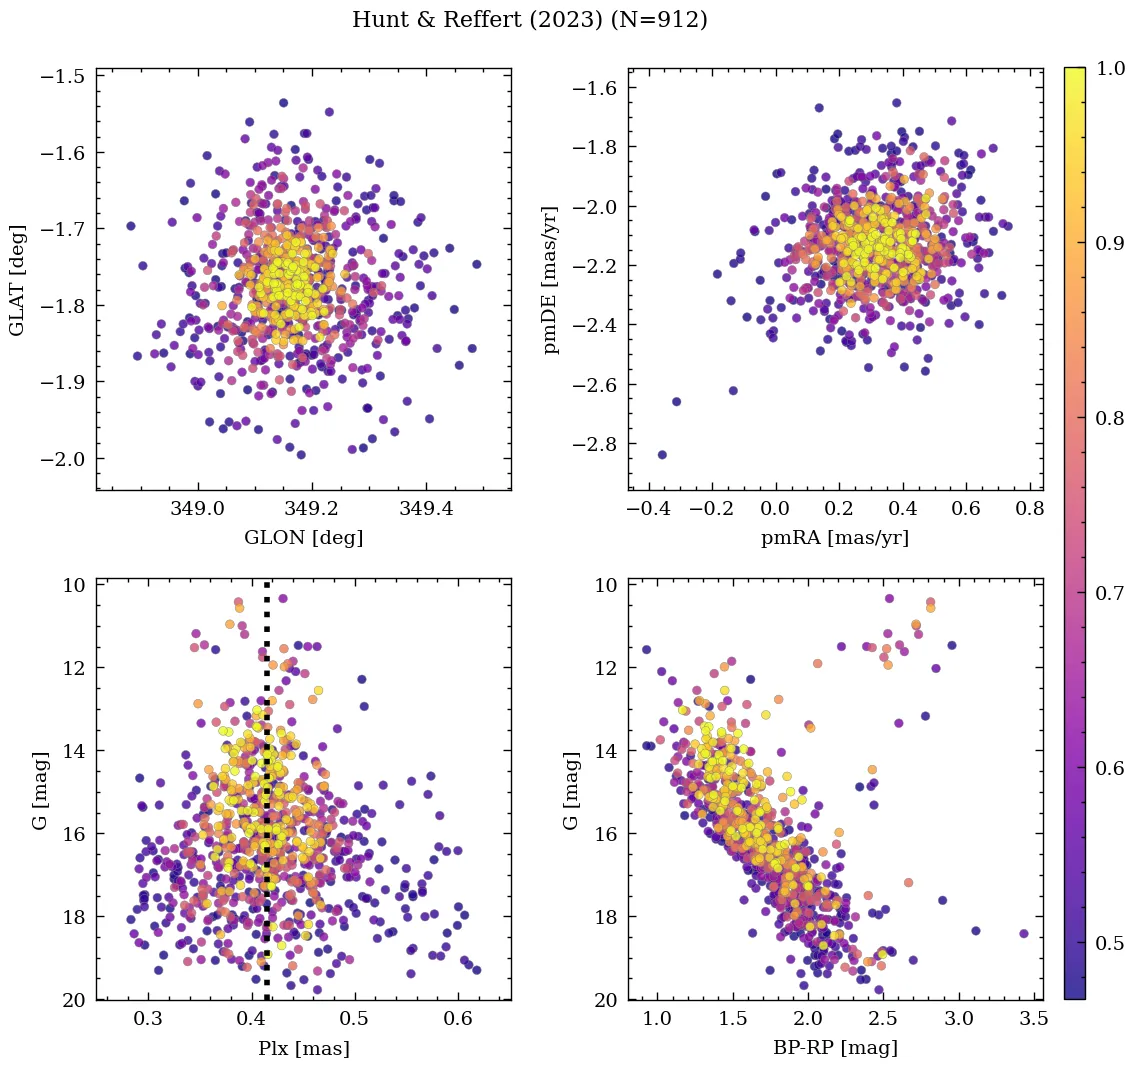 Hunt & Reffert (2023) (N=912)
−1.5
−1.6
−1.7
−1.8
−1.9
−2.0
GLAT [deg]
349.0 349.2 349.4
GLON [deg]
−1.6
−1.8
−2.0
−2.2
−2.4
−2.6
−2.8
pmDE [mas/yr]
−0.4 −0.2 0.0 0.2 0.4 0.6 0.8
pmRA [mas/yr]
10
12
14
16
18
20
G [mag]
0.3 0.4 0.5 0.6
Plx [mas]
10
12
14
16
18
20
G [mag]
1.0 1.5 2.0 2.5 3.0 3.5
BP-RP [mag]
1.0
0.9
0.8
0.7
0.6
0.5